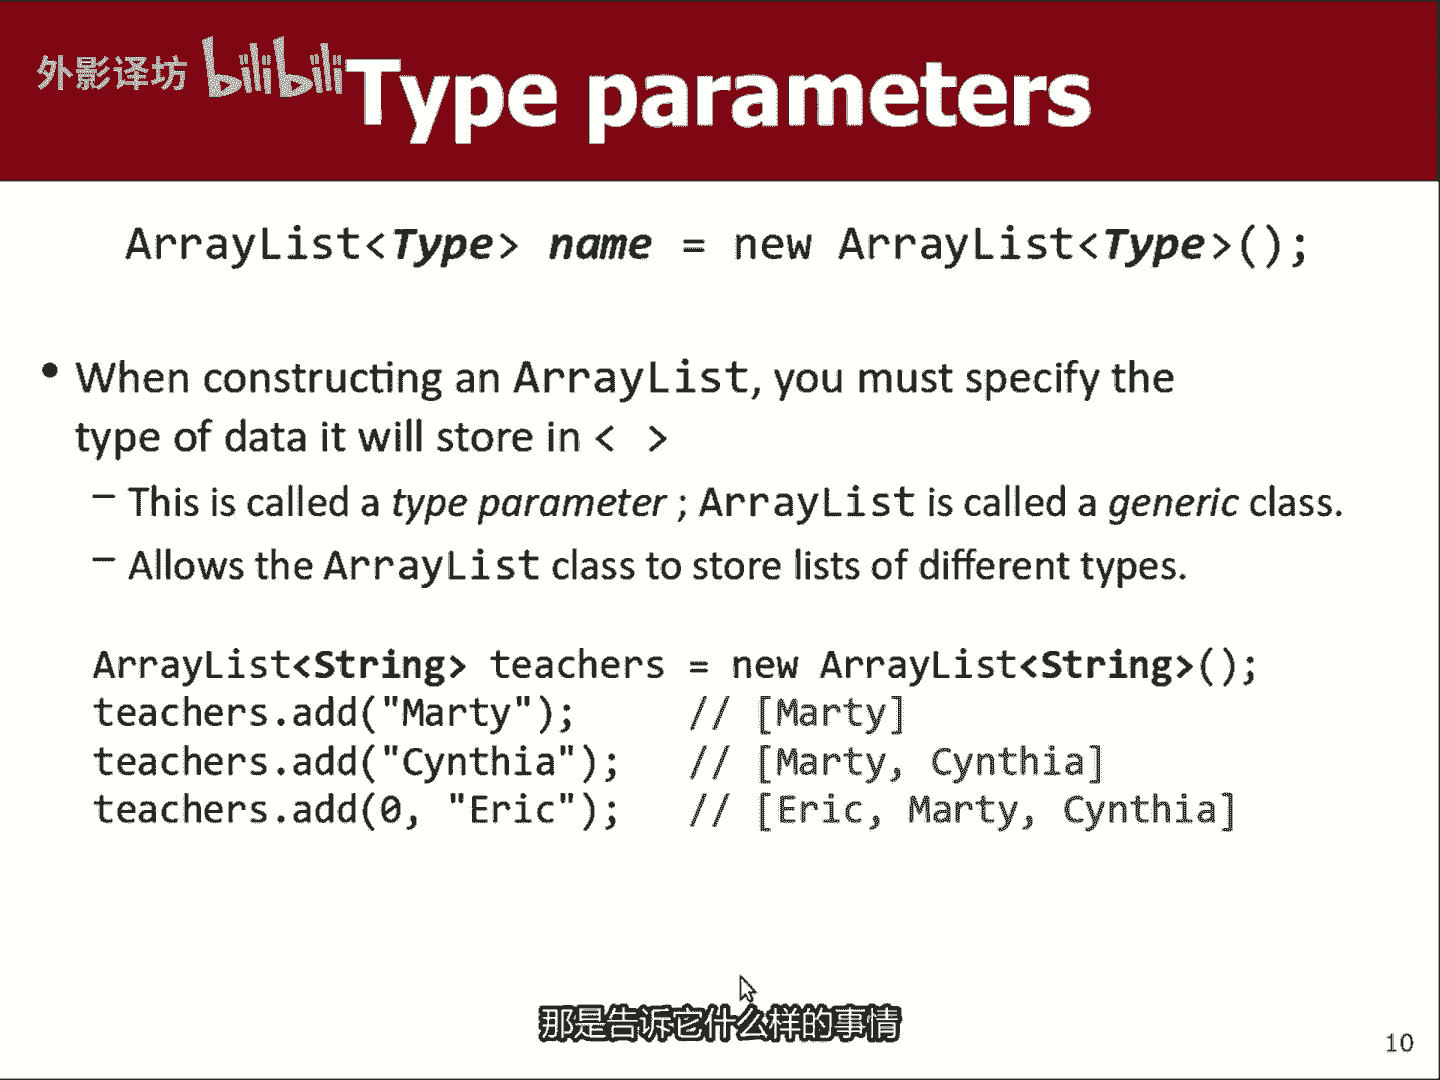 外影译坊 bilibili
Type parameters
ArrayList<Type> name = new ArrayList<Type>();
• When constructing an ArrayList, you must specify the
type of data it will store in < >
– This is called a type parameter ; ArrayList is called a generic class.
– Allows the ArrayList class to store lists of different types.
ArrayList<String> teachers = new ArrayList<String>();
teachers.add("Marty");     // [Marty]
teachers.add("Cynthia");   // [Marty, Cynthia]
teachers.add(0, "Eric");   // [Eric, Marty, Cynthia]
那是告诉它什么样的事情
10